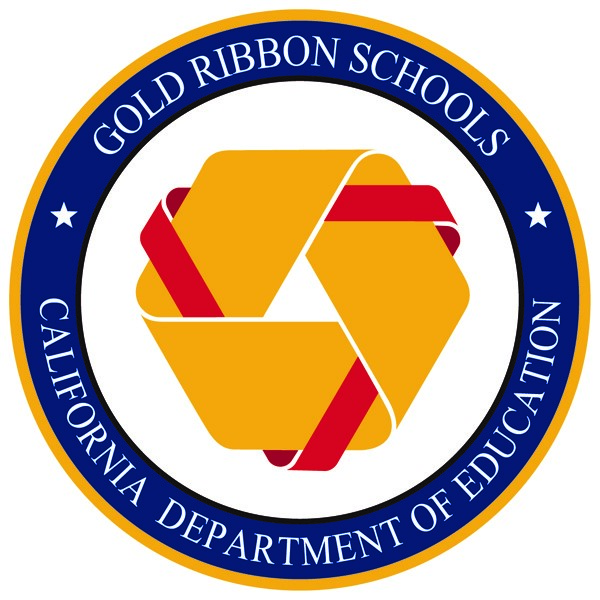 GOLD RIBBON SCHOOLS
CALIFORNIA DEPARTMENT OF EDUCATION